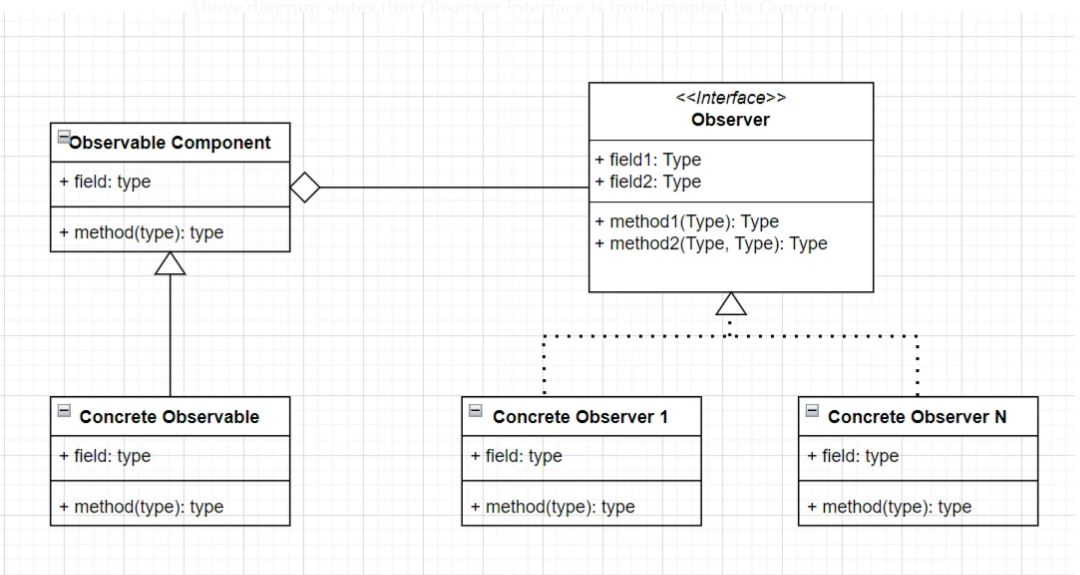 Above diagram states that Observer interface is implemented by Concrete
<<Interface>>
Observer
+ field1: Type
+ field2: Type
+ method1(Type): Type
+ method2(Type, Type): Type
Observable Component
+ field: type
+ method(type): type
Concrete Observable
+ field: type
+ method(type): type
Concrete Observer 1
+ field: type
+ method(type): type
Concrete Observer N
+ field: type
+ method(type): type